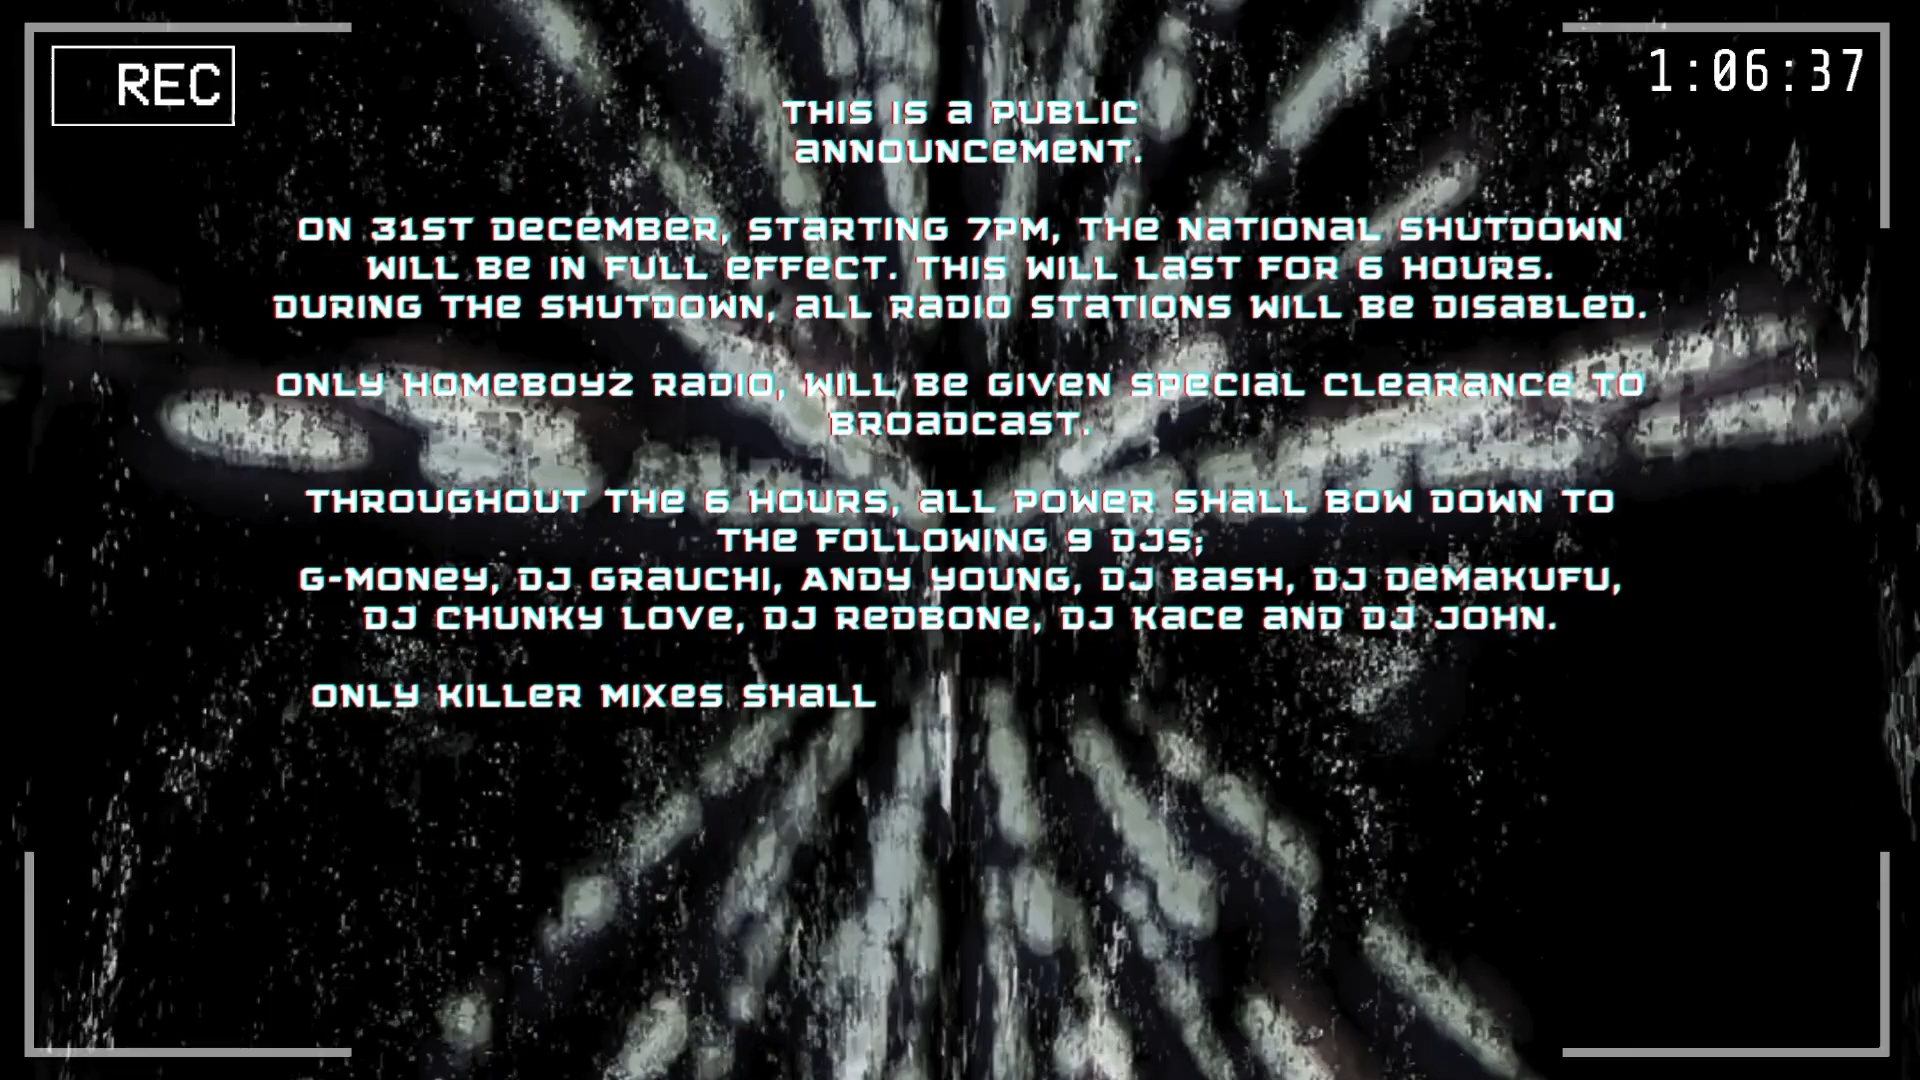 REC
1:06:37
THIS IS A PUBLIC
ANNOUNCEMENT.
ON 31ST DECEMBER, STARTING 7PM, THE NATIONAL SHUTDOWN
WILL BE IN FULL EFFECT. THIS WILL LAST FOR 6 HOURS.
DURING THE SHUTDOWN, ALL RADIO STATIONS WILL BE DISABLED.
ONLY HOMEBOYZ RADIO, WILL BE GIVEN SPECIAL CLEARANCE TO
BROADCAST.
THROUGHOUT THE 6 HOURS, ALL POWER SHALL BOW DOWN TO
THE FOLLOWING 9 DJS;
G-MONEY, DJ GRAUCHI, ANDY YOUNG, DJ BASH, DJ DEMAKUFU,
DJ CHUNKY LOVE, DJ REDBONE, DJ KACE AND DJ JOHN.
ONLY KILLER MIXES SHALL